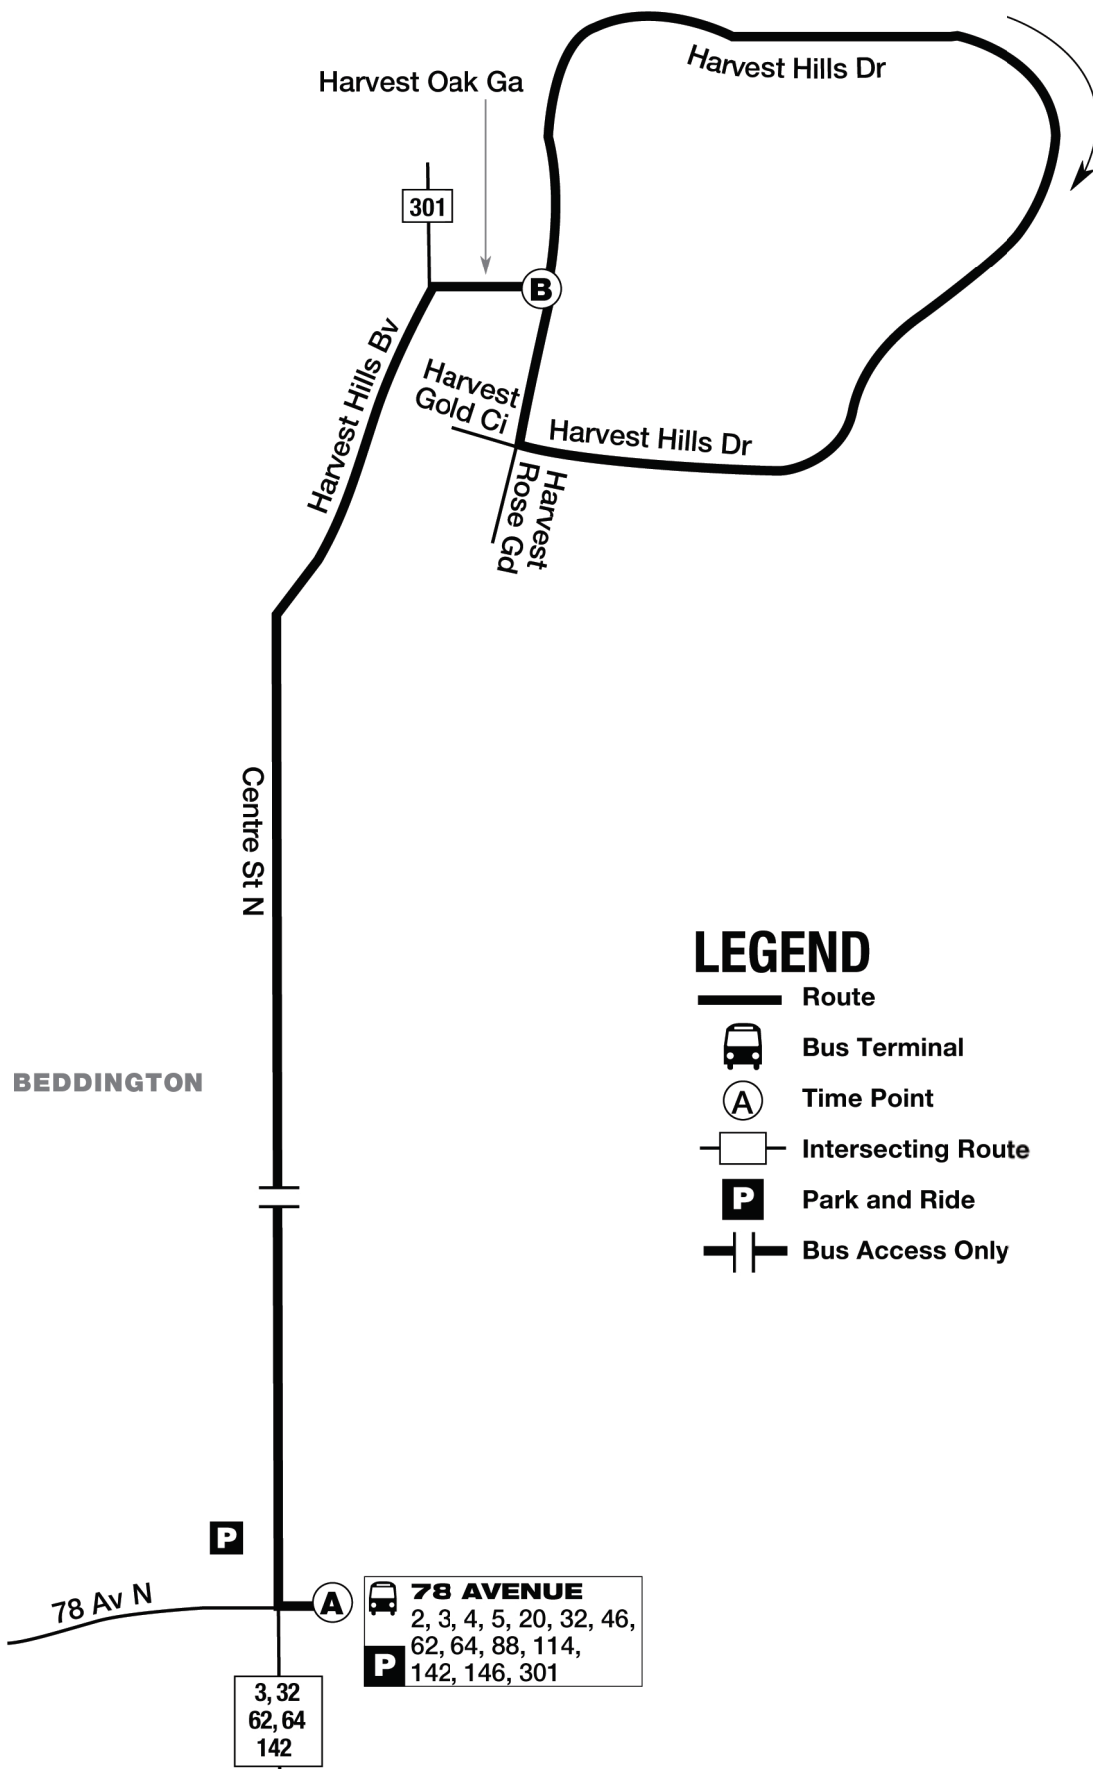 Harvest Hills Dr
Harvest Oak Ga
301
B
Harvest Hills Bv
Harvest
Gold Ci
Harvest Hills Dr
Harvest
Rose Gd
Centre St N
LEGEND
Route
Bus Terminal
A
Time Point
Intersecting Route
P
Park and Ride
Bus Access Only
BEDDINGTON
P
78 Av N
A
78 AVENUE
2, 3, 4, 5, 20, 32, 46,
P
62, 64, 88, 114,
142, 146, 301
3, 32
62, 64
142